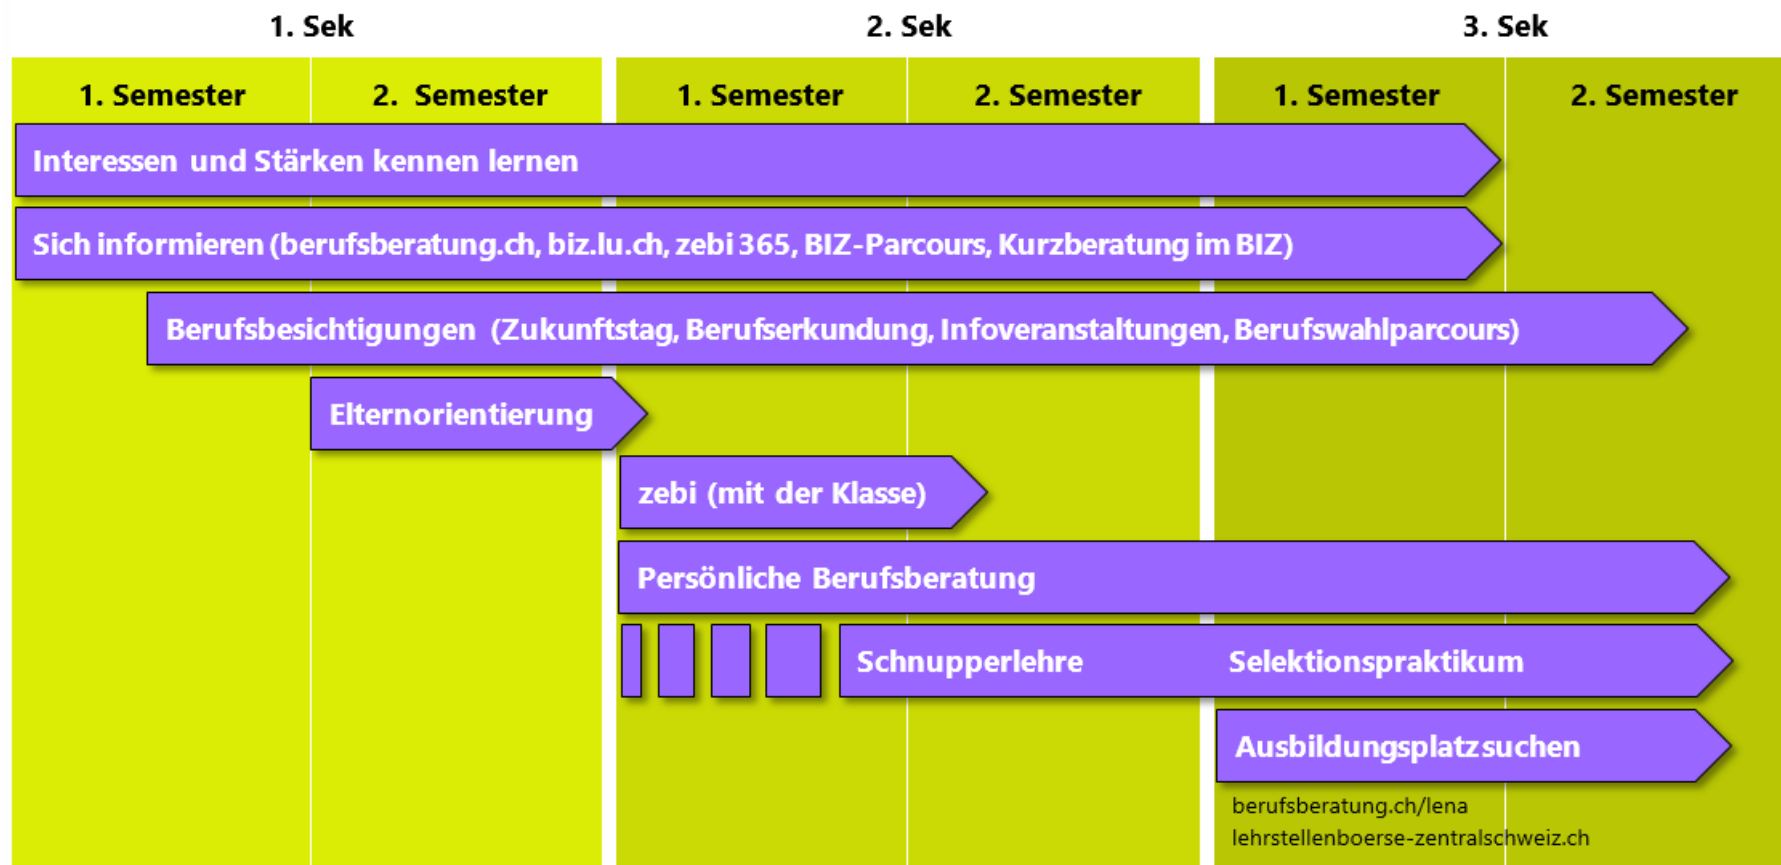 1. Sek 2. Sek 3. Sek
1. Semester 2. Semester 1. Semester 2. Semester 1. Semester 2. Semester
Interessen und Stärken kennen lernen
Sich informieren (berufsberatung.ch, biz.lu.ch, zebi 365, BIZ-Parcours, Kurzberatung im BIZ)
Berufsbesichtigungen (Zukunftstag, Berufserkundung, Infoveranstaltungen, Berufswahlparcours)
Elternorientierung
zebi (mit der Klasse)
Persönliche Berufsberatung
Schnupperlehre Selektionspraktikum
Ausbildungsplatzsuchen
berufsberatung.ch/lena
lehrstellenboerse-zentralschweiz.ch